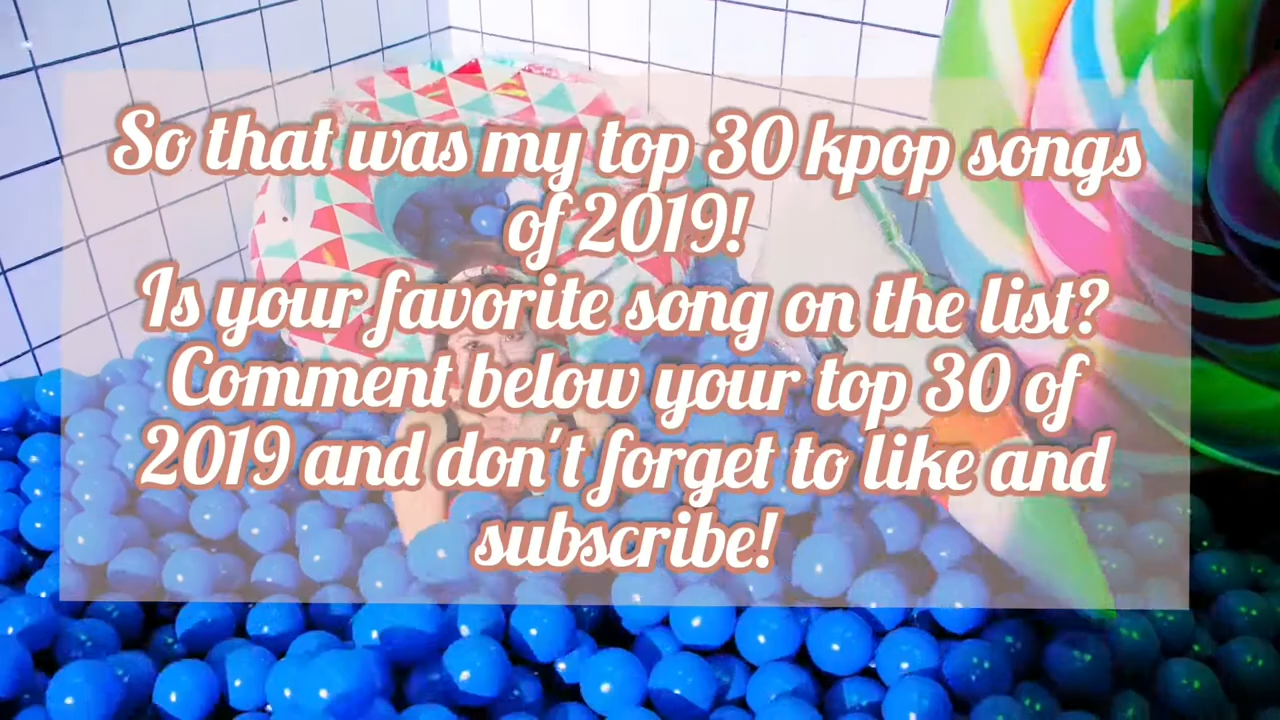 So that was my top 30 kpop songs
of 2019!
Is your favorite song on the list?
Comment below your top 30 of
2019 and don't forget to like and
subscribe!